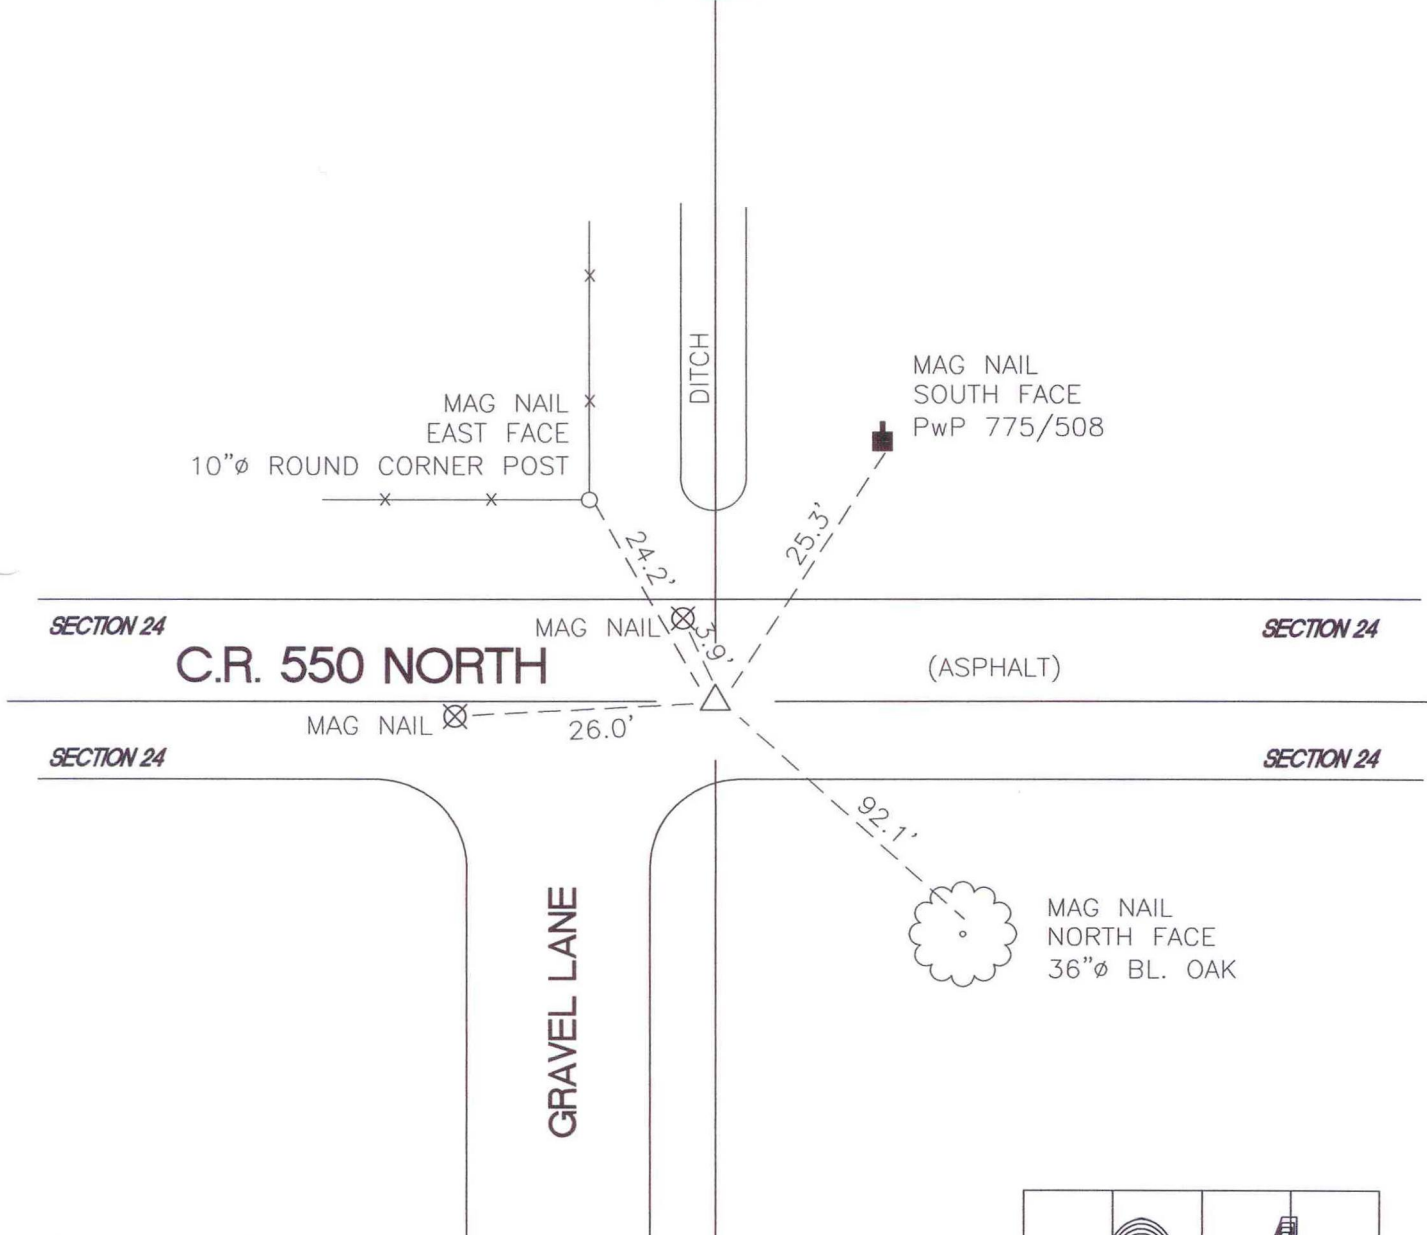 DITCH
MAG NAIL
SOUTH FACE
PwP 775/508
MAG NAIL
EAST FACE
10"ø ROUND CORNER POST
24.2'
25.3'
SECTION 24
MAG NAIL
3.9'
SECTION 24
C.R. 550 NORTH
(ASPHALT)
MAG NAIL
26.0'
SECTION 24
SECTION 24
92.1'
GRAVEL LANE
MAG NAIL
NORTH FACE
36"ø BL. OAK